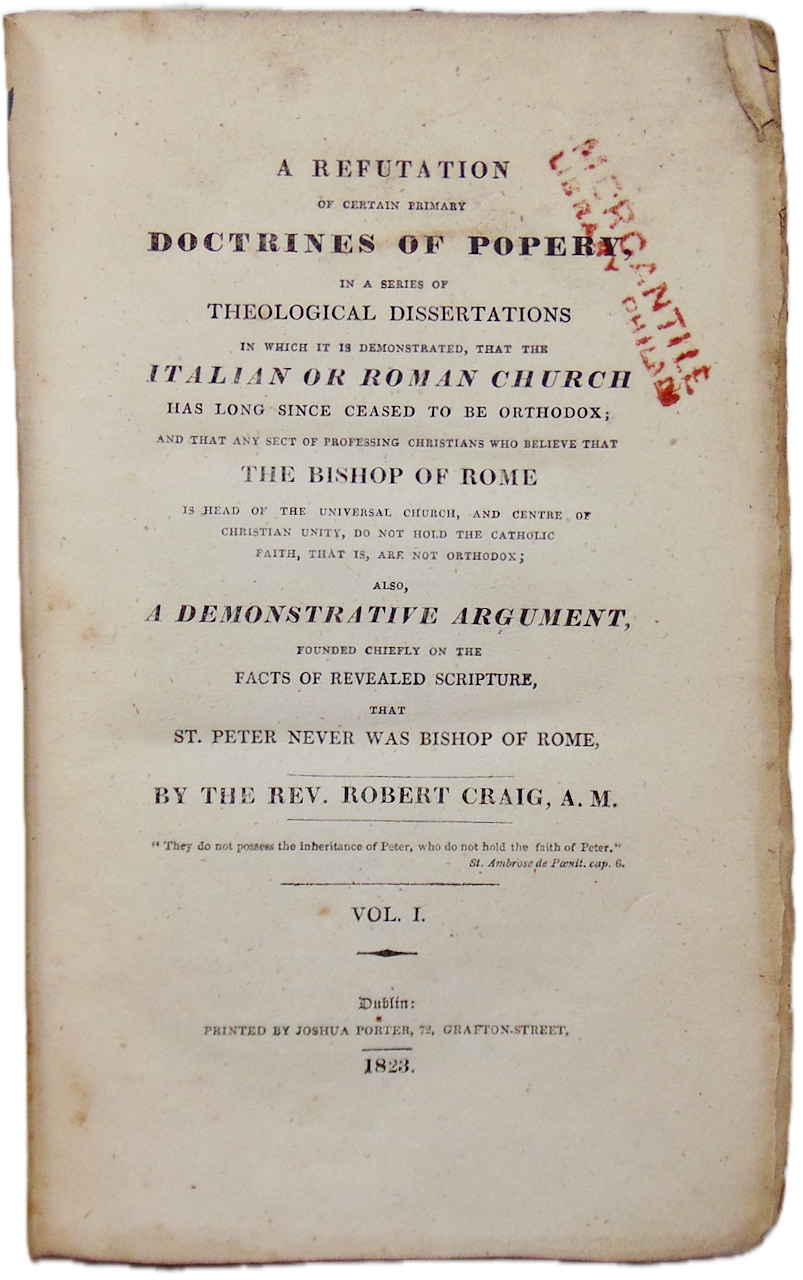 A REFUTATION
OF CERTAIN PRIMARY
DOCTRINES OF POPERY,
IN A SERIES OF
THEOLOGICAL DISSERTATIONS
IN WHICH IT IS DEMONSTRATED, THAT THE
ITALIAN OR ROMAN CHURCH
HAS LONG SINCE CEASED TO BE ORTHODOX;
AND THAT ANY SECT OF PROFESSING CHRISTIANS WHO BELIEVE THAT
THE BISHOP OF ROME
IS HEAD OF THE UNIVERSAL CHURCH, AND CENTRE OF
CHRISTIAN UNITY, DO NOT HOLD THE CATHOLIC
FAITH, THAT IS, ARE NOT ORTHODOX;
ALSO,
A DEMONSTRATIVE ARGUMENT,
FOUNDED CHIEFLY ON THE
FACTS OF REVEALED SCRIPTURE,
THAT
ST. PETER NEVER WAS BISHOP OF ROME,
BY THE REV. ROBERT CRAIG, A. M.
" They do not possess the inheritance of Peter, who do not hold the faith of Peter."
St. Ambrose de Pœnit. cap. 6.
VOL. I.
Dublin:
PRINTED BY JOSHUA PORTER, 72, GRAFTON-STREET,
1823.
MERCANTILE
LIBRARY PHILAD